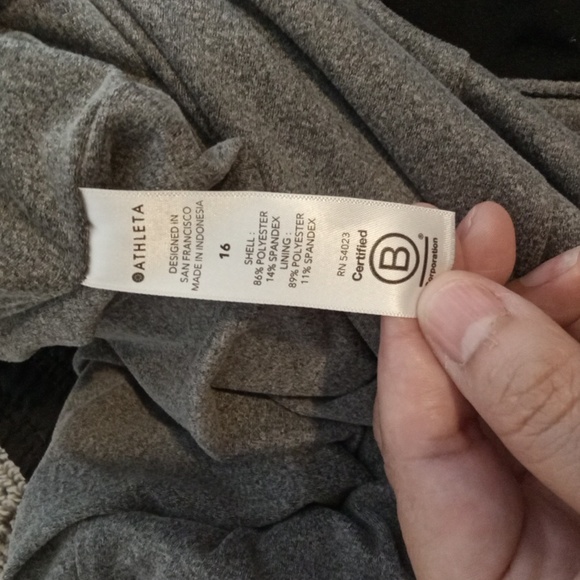 ATHLETA
DESIGNED IN
SAN FRANCISCO
MADE IN INDONESIA
16
SHELL :
86% POLYESTER
14% SPANDEX
LINING :
89% POLYESTER
11% SPANDEX
RN 54023
Certified
B®
orporation